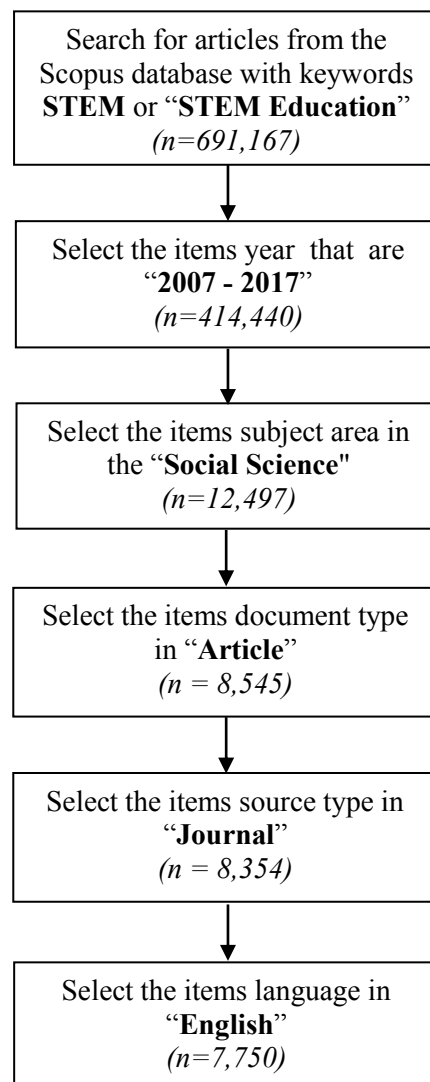 Search for articles from the
Scopus database with keywords
STEM or “STEM Education”
(n=691,167)
Select the items year that are
“2007 - 2017”
(n=414,440)
Select the items subject area in
the “Social Science"
(n=12,497)
Select the items document type
in “Article”
(n = 8,545)
Select the items source type in
“Journal”
(n = 8,354)
Select the items language in
“English”
(n=7,750)